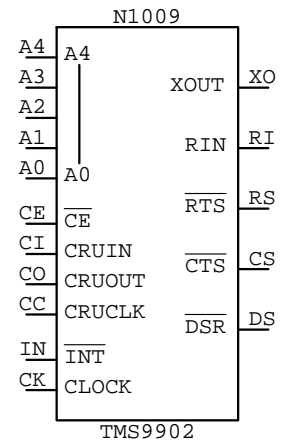 N1009
A4 A4
A3 XOUT XO
A2
A1 RIN RI
A0 A0
CE CE RTS RS
CI CRUIN
CO CRUOUT CTS CS
CC CRUCLK
DSR DS
IN INT
CK CLOCK
TMS9902